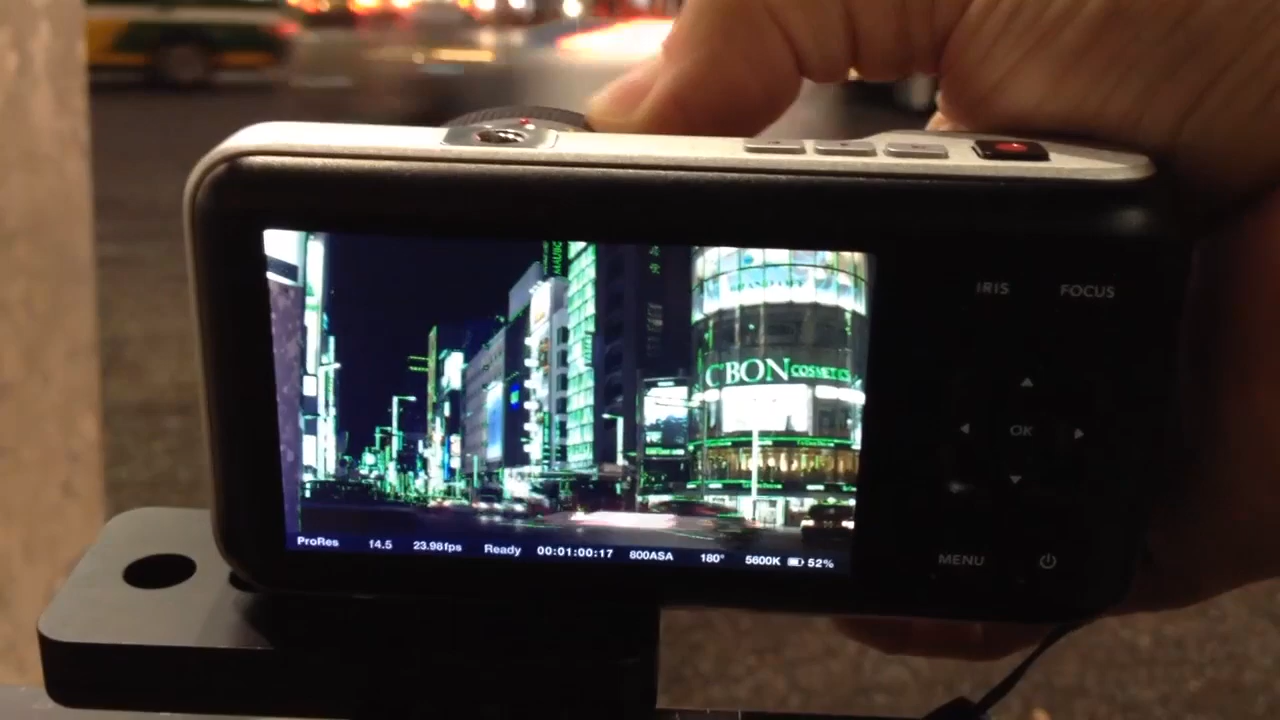 IRIS FOCUS
C'BON COSMETICS
OK
ProRes f4.5 23.98fps Ready 00:01:00:17 800ASA 180° 5600K 52%
MENU